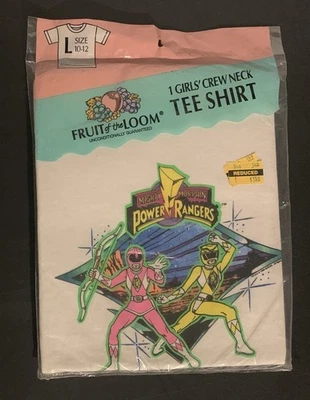 L SIZE
10-12
FRUIT of the LOOM®
UNCONDITIONALLY GUARANTEED
1 GIRLS' CREW NECK
TEE SHIRT
REDUCED
MIGHTY MORPHIN
POWER RANGERS